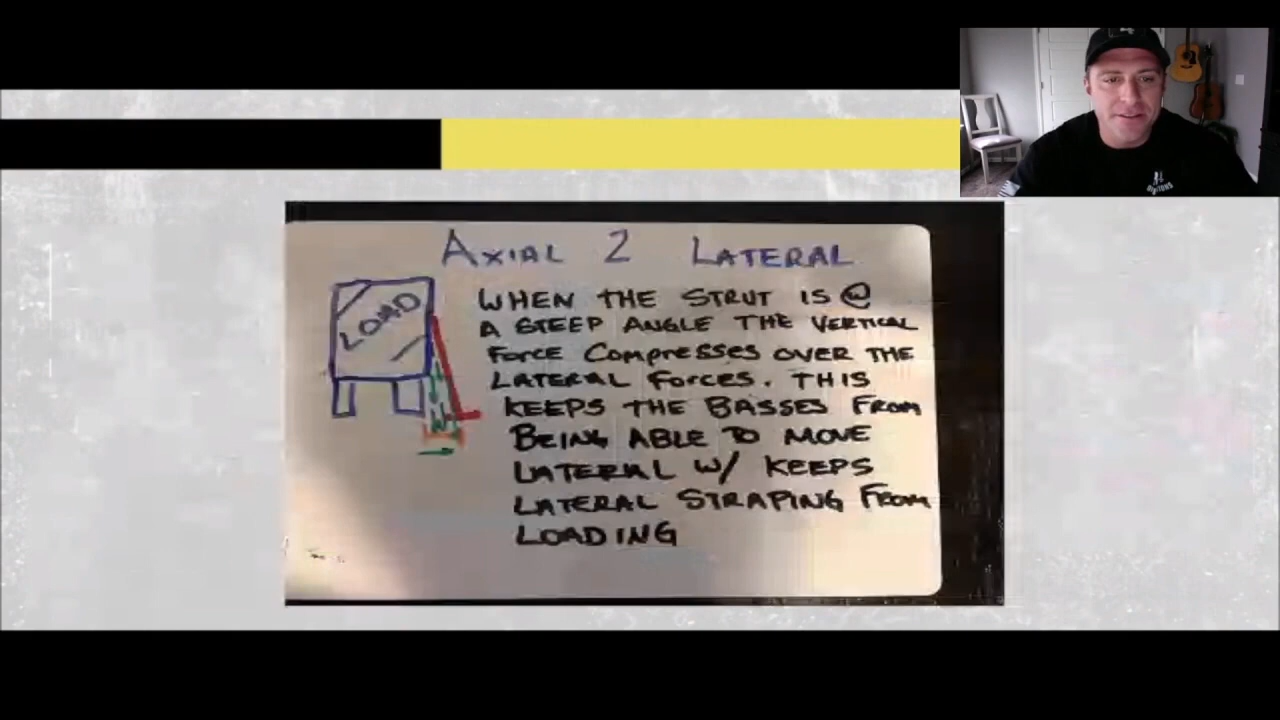 AXIAL 2 LATERAL
LOAD
WHEN THE STRUT IS @
A STEEP ANGLE THE VERTICAL
FORCE COMPRESSES OVER THE
LATERAL FORCES. THIS
KEEPS THE BASSES FROM
BEING ABLE TO MOVE
LATERAL W/ KEEPS
LATERAL STRAPING FROM
LOADING